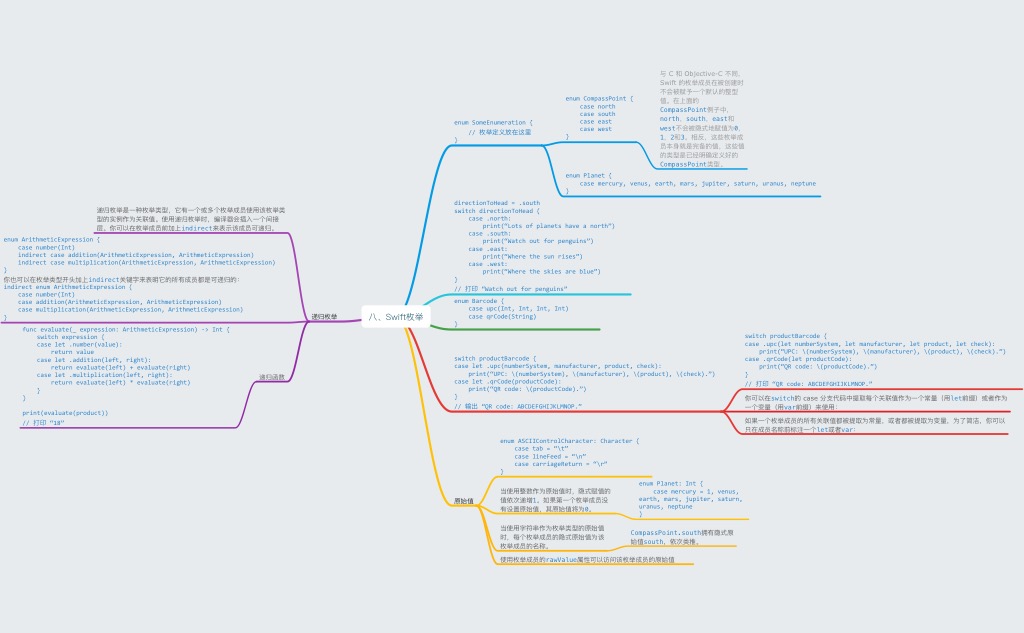 八、Swift枚举
enum SomeEnumeration {
    // 枚举定义放在这里
}
enum CompassPoint {
    case north
    case south
    case east
    case west
}
与 C 和 Objective-C 不同,
Swift 的枚举成员在被创建时
不会被赋予一个默认的整型
值。在上面的
CompassPoint例子中,
north, south, east和
west不会被隐式地赋值为0,
1, 2和3。相反，这些枚举成
员本身就是完备的值，这些值
的类型是已经明确定义好的
CompassPoint类型。
enum Planet {
    case mercury, venus, earth, mars, jupiter, saturn, uranus, neptune
}
directionToHead = .south
switch directionToHead {
    case .north:
        print("Lots of planets have a north")
    case .south:
        print("Watch out for penguins")
    case .east:
        print("Where the sun rises")
    case .west:
        print("Where the skies are blue")
}
// 打印 "Watch out for penguins"
enum Barcode {
    case upc(Int, Int, Int, Int)
    case qrCode(String)
}
switch productBarcode {
case let .upc(numberSystem, manufacturer, product, check):
    print("UPC: \(numberSystem), \(manufacturer), \(product), \(check).")
case let .qrCode(productCode):
    print("QR code: \(productCode).")
}
// 输出 "QR code: ABCDEFGHIJKLMNOP."
switch productBarcode {
case .upc(let numberSystem, let manufacturer, let product, let check):
    print("UPC: \(numberSystem), \(manufacturer), \(product), \(check).")
case .qrCode(let productCode):
    print("QR code: \(productCode).")
}
// 打印 "QR code: ABCDEFGHIJKLMNOP."
你可以在switch的 case 分支代码中提取每个关联值作为一个常量（用let前缀）或者作为
一个变量（用var前缀）来使用：
如果一个枚举成员的所有关联值都被提取为常量，或者都被提取为变量，为了简洁，你可以
只在成员名称前标注一个let或者var：
原始值
enum ASCIIControlCharacter: Character {
    case tab = "\t"
    case lineFeed = "\n"
    case carriageReturn = "\r"
}
当使用整数作为原始值时，隐式赋值的
值依次递增1。如果第一个枚举成员没
有设置原始值，其原始值将为0。
enum Planet: Int {
    case mercury = 1, venus,
earth, mars, jupiter, saturn,
uranus, neptune
}
当使用字符串作为枚举类型的原始值
时，每个枚举成员的隐式原始值为该
枚举成员的名称。
CompassPoint.south拥有隐式原
始值south，依次类推。
使用枚举成员的rawValue属性可以访问该枚举成员的原始值
递归枚举
递归枚举是一种枚举类型，它有一个或多个枚举成员使用该枚举类
型的实例作为关联值。使用递归枚举时，编译器会插入一个间接
层。你可以在枚举成员前加上indirect来表示该成员可递归。
enum ArithmeticExpression {
    case number(Int)
    indirect case addition(ArithmeticExpression, ArithmeticExpression)
    indirect case multiplication(ArithmeticExpression, ArithmeticExpression)
}
你也可以在枚举类型开头加上indirect关键字来表明它的所有成员都是可递归的:
indirect enum ArithmeticExpression {
    case number(Int)
    case addition(ArithmeticExpression, ArithmeticExpression)
    case multiplication(ArithmeticExpression, ArithmeticExpression)
}
递归函数
func evaluate(_ expression: ArithmeticExpression) -> Int {
    switch expression {
    case let .number(value):
        return value
    case let .addition(left, right):
        return evaluate(left) + evaluate(right)
    case let .multiplication(left, right):
        return evaluate(left) * evaluate(right)
    }
}
print(evaluate(product))
// 打印 "18"